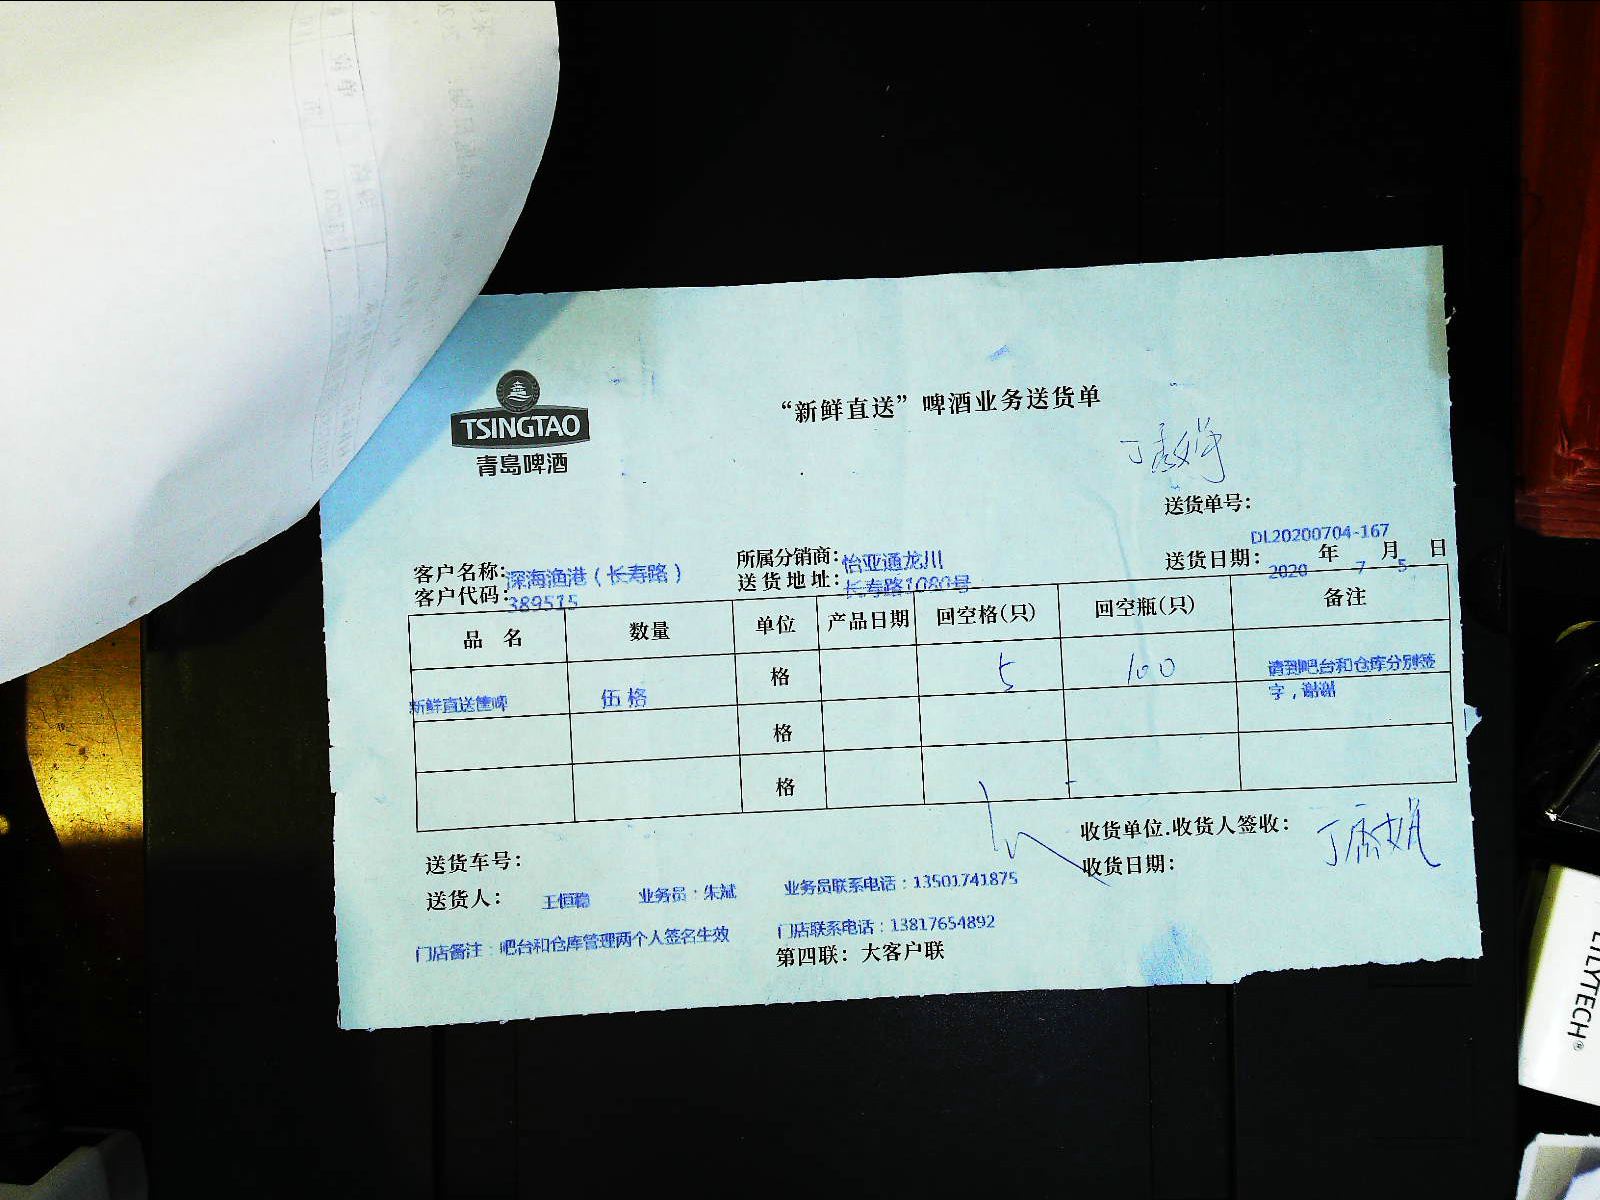 TSINGTAO
青島啤酒
“新鲜直送”啤酒业务送货单
送货单号：
DL20200704-167
客户名称：深海渔港（长寿路） 所属分销商：怡亚通龙川 送货日期：2020年7月5日
客户代码：389515 送货地址：长寿路1080号
品名 数量 单位 产品日期 回空格(只) 回空瓶(只) 备注
新鲜直送筐啤 伍格 格 5 100 请到吧台和仓库分别签
字，谢谢
格
格
收货单位.收货人签收：
送货车号： 收货日期：
送货人： 王恒稳 业务员：朱斌 业务员联系电话：13501741875
门店备注：吧台和仓库管理两个人签名生效 门店联系电话：13817654892
第四联：大客户联
LILYTECH®